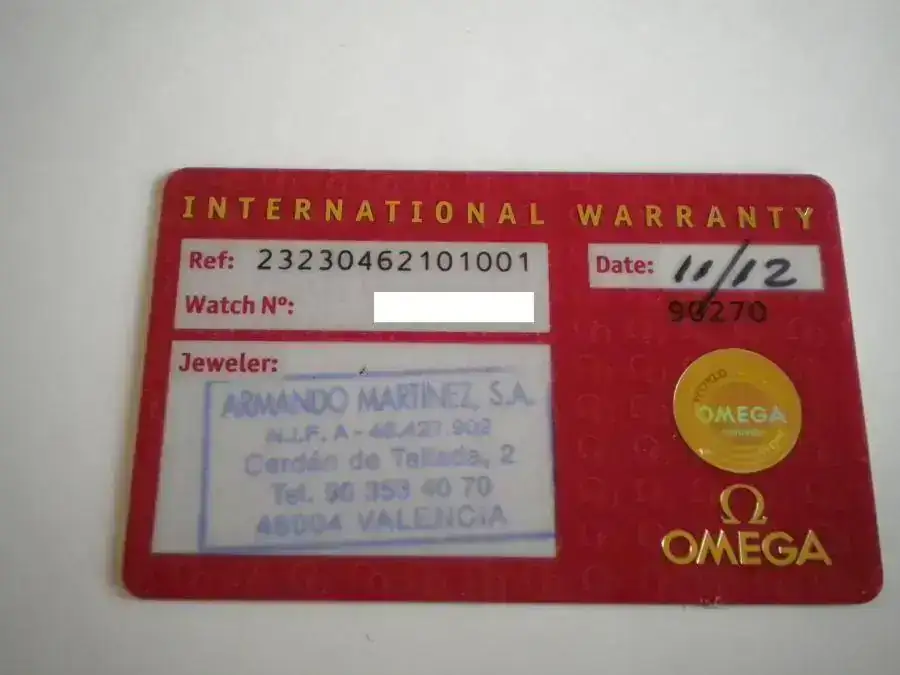 INTERNATIONAL WARRANTY
Ref: 23230462101001
Date: 11/12
Watch Nº:
90270
Jeweler:
ARMANDO MARTINEZ, S.A.
N.I.F. A-46.427.902
Cerdán de Tallada, 2
Tel. 96 353 40 70
46004 VALENCIA
WORLD
OMEGA
Ω
OMEGA